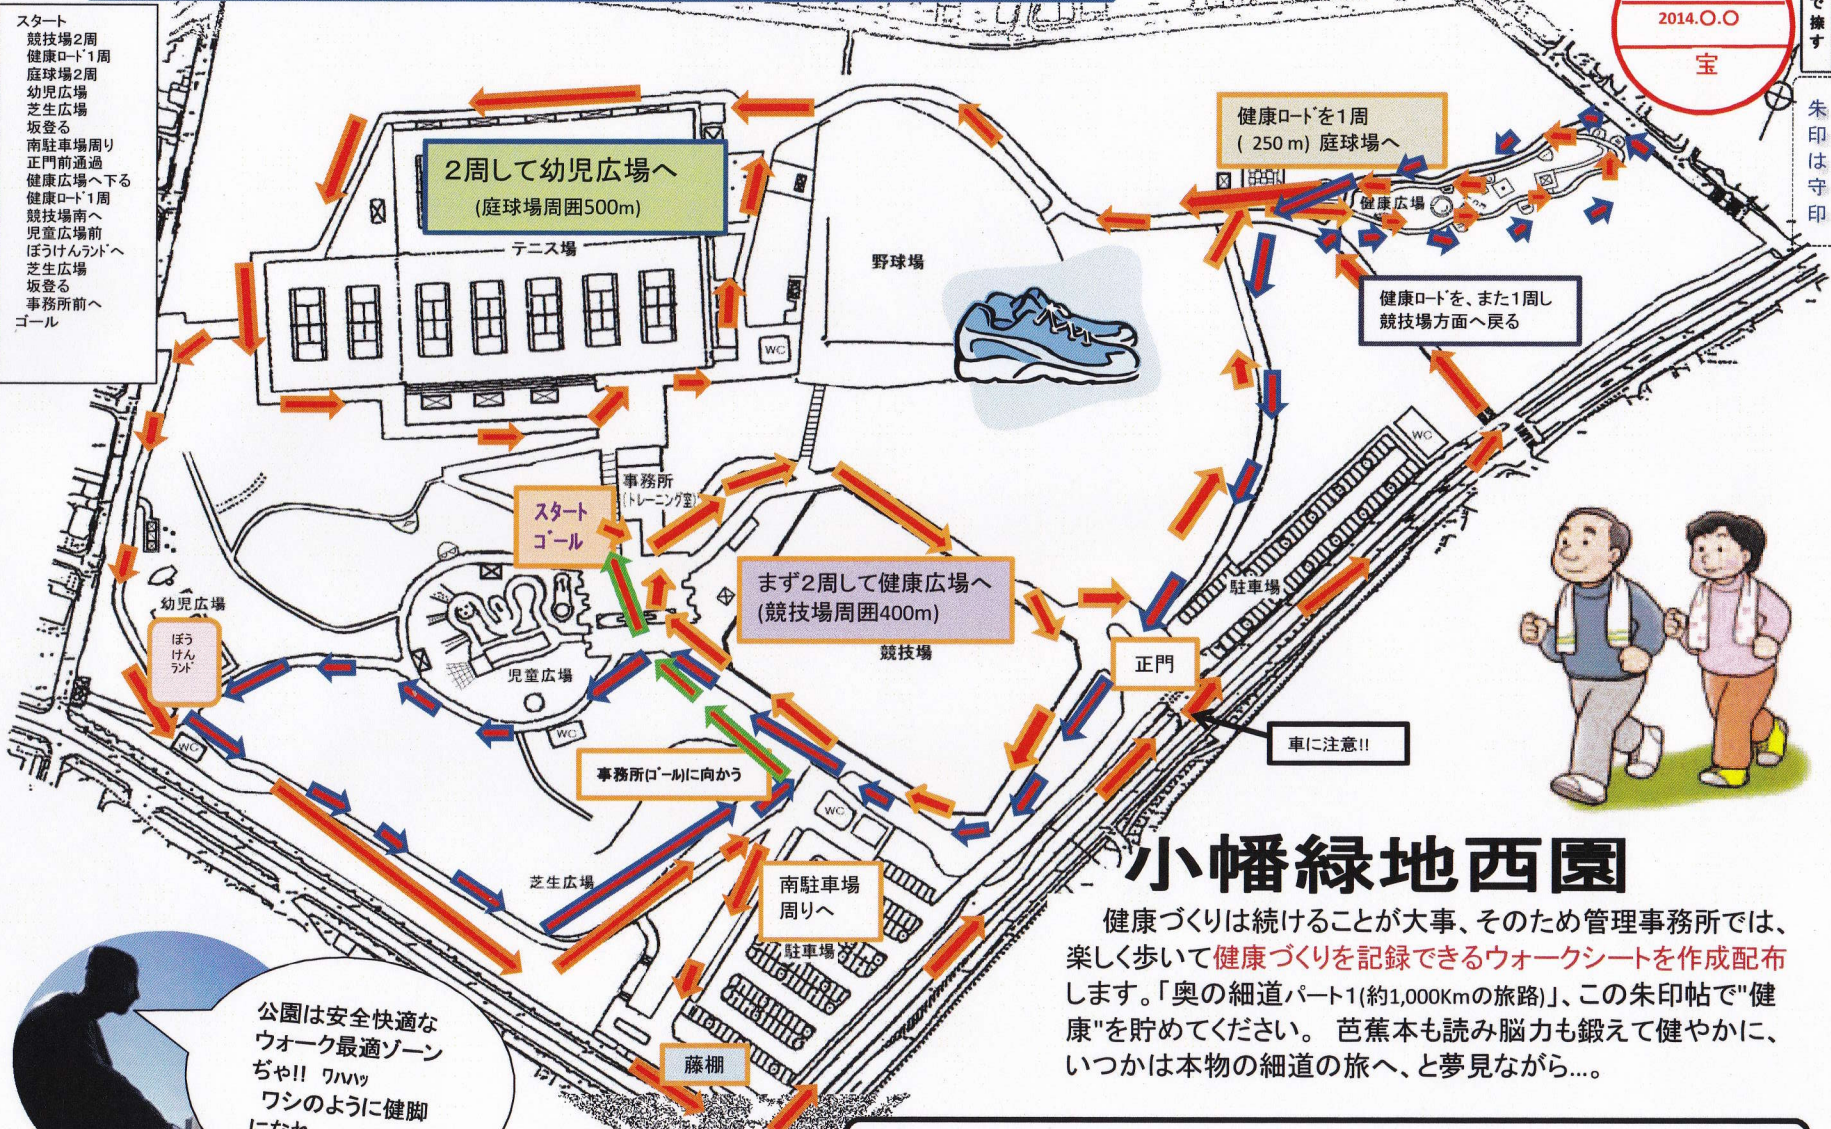 スタート
競技場2周
健康ロード1周
庭球場2周
幼児広場
芝生広場
坂登る
南駐車場周り
正門前通過
健康広場へ下る
健康ロード1周
競技場南へ
児童広場前
ぼうけんランドへ
芝生広場
坂登る
事務所前へ
ゴール
2014.〇.〇
宝
で擦す
朱印は守印
健康ロードを1周
( 250ｍ) 庭球場へ
2周して幼児広場へ
(庭球場周囲500m)
テニス場
野球場
健康広場
健康ロードを、また1周し
競技場方面へ戻る
WC
WC
事務所
(トレーニング室)
スタート
ゴール
まず2周して健康広場へ
(競技場周囲400m)
競技場
駐車場
正門
車に注意!!
幼児広場
ぼう
けん
ランド
児童広場
WC
WC
事務所(ゴール)に向かう
WC
芝生広場
南駐車場
周りへ
駐車場
藤棚
小幡緑地西園
健康づくりは続けることが大事、そのため管理事務所では、
楽しく歩いて健康づくりを記録できるウォークシートを作成配布
します。「奥の細道パート1(約1,000Kmの旅路)」、この朱印帖で"健
康"を貯めてください。 芭蕉本も読み脳力も鍛えて健やかに、
いつかは本物の細道の旅へ、と夢見ながら…。
公園は安全快適な
ウォーク最適ゾーン
ぢゃ!! ワハハッ
ワシのように健脚
になれ